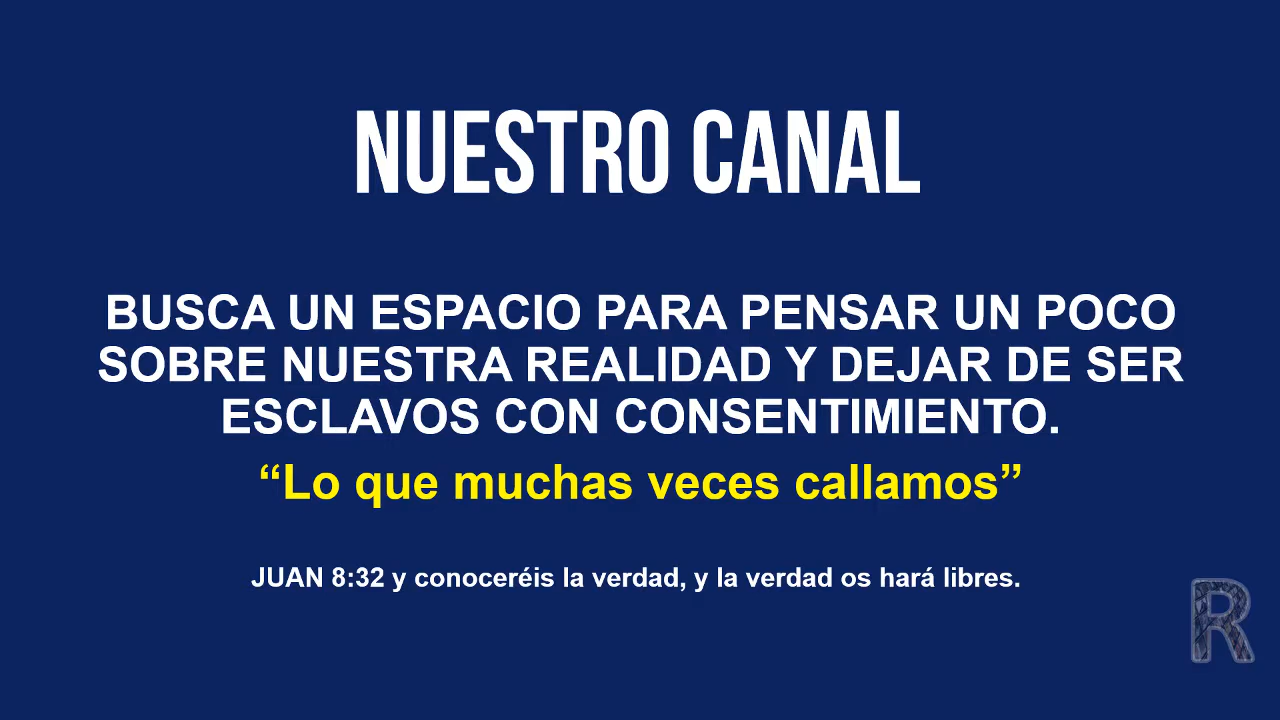 NUESTRO CANAL
BUSCA UN ESPACIO PARA PENSAR UN POCO
SOBRE NUESTRA REALIDAD Y DEJAR DE SER
ESCLAVOS CON CONSENTIMIENTO.
“Lo que muchas veces callamos”
JUAN 8:32 y conoceréis la verdad, y la verdad os hará libres.
R